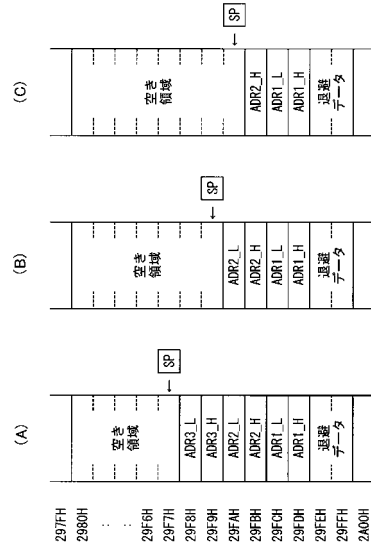 (A)
(B)
(C)
297FH
2980H
:
:
29F6H
29F7H
29F8H
29F9H
29FAH
29FBH
29FCH
29FDH
29FEH
29FFH
2A00H
空き
領域
← SP
ADR3_L
ADR3_H
ADR2_L
ADR2_H
ADR1_L
ADR1_H
退避
データ
空き
領域
← SP
ADR2_L
ADR2_H
ADR1_L
ADR1_H
退避
データ
空き
領域
← SP
ADR2_H
ADR1_L
ADR1_H
退避
データ